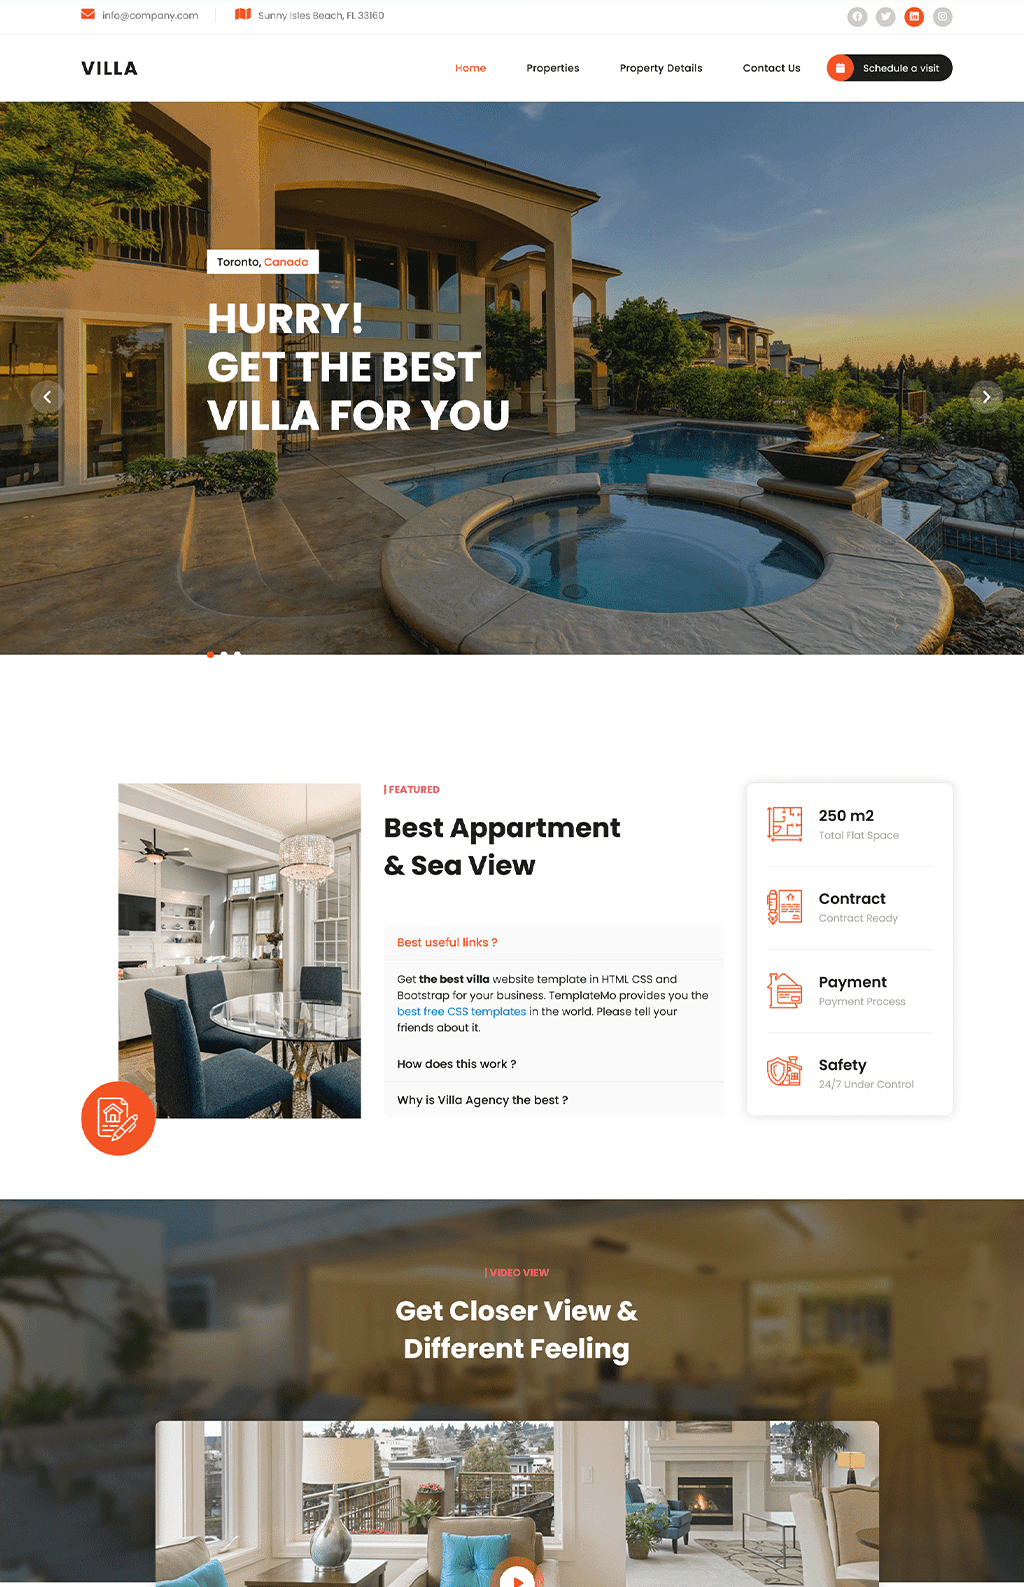 info@company.com
Sunny Isles Beach, FL 33160
VILLA
Home
Properties
Property Details
Contact Us
Schedule a visit
Toronto, Canada
HURRY!
GET THE BEST
VILLA FOR YOU
| FEATURED
Best Appartment
& Sea View
Best useful links ?
Get the best villa website template in HTML CSS and
Bootstrap for your business. TemplateMo provides you the
best free CSS templates in the world. Please tell your
friends about it.
How does this work ?
Why is Villa Agency the best ?
250 m2
Total Flat Space
Contract
Contract Ready
Payment
Payment Process
Safety
24/7 Under Control
| VIDEO VIEW
Get Closer View &
Different Feeling